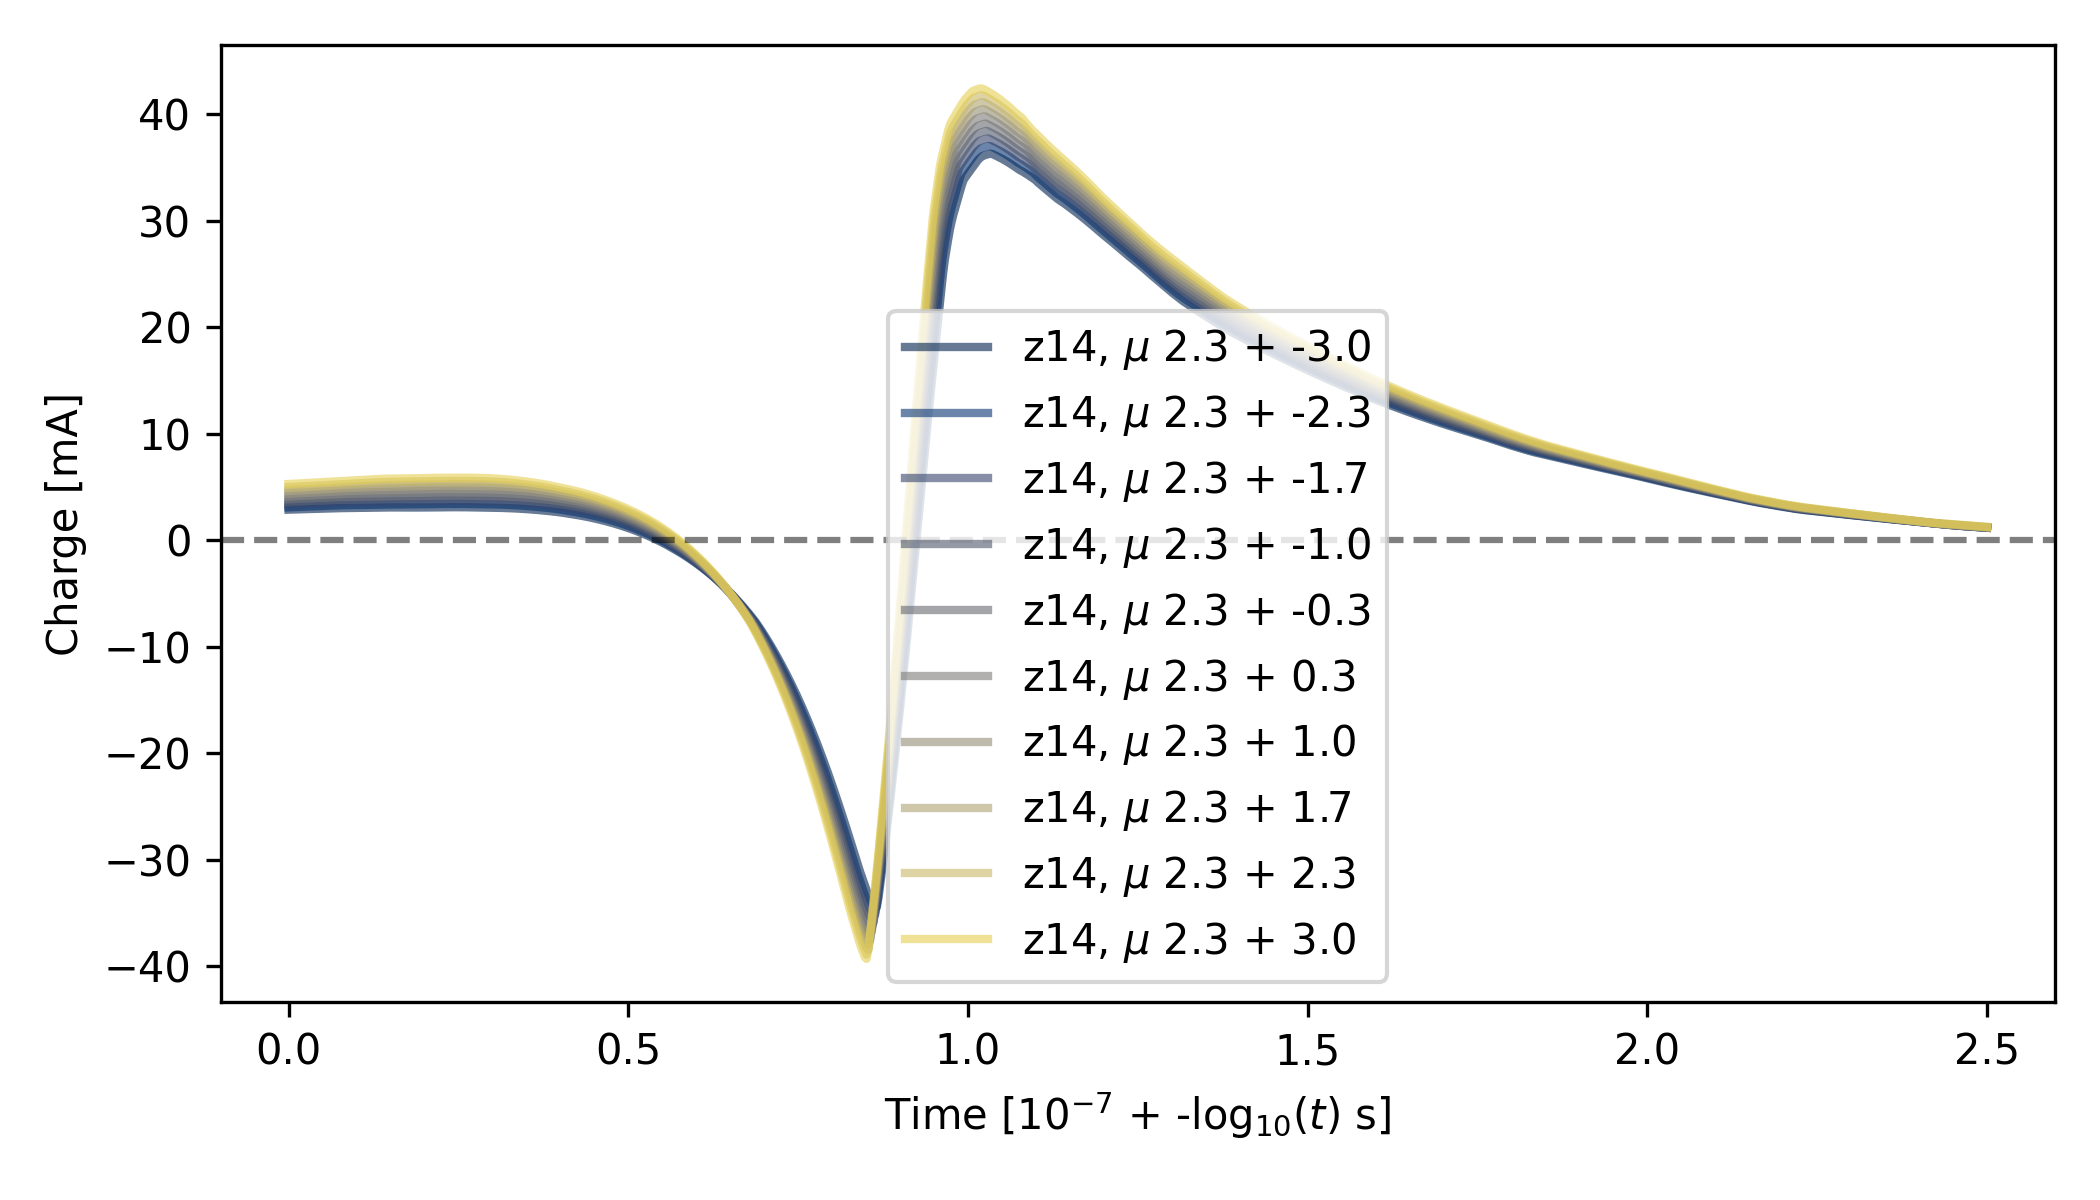 40
30
20
10
0
−10
−20
−30
−40
Charge [mA]
z14, μ 2.3 + -3.0
z14, μ 2.3 + -2.3
z14, μ 2.3 + -1.7
z14, μ 2.3 + -1.0
z14, μ 2.3 + -0.3
z14, μ 2.3 + 0.3
z14, μ 2.3 + 1.0
z14, μ 2.3 + 1.7
z14, μ 2.3 + 2.3
z14, μ 2.3 + 3.0
0.0 0.5 1.0 1.5 2.0 2.5
Time [10⁻⁷ + -log₁₀(t) s]